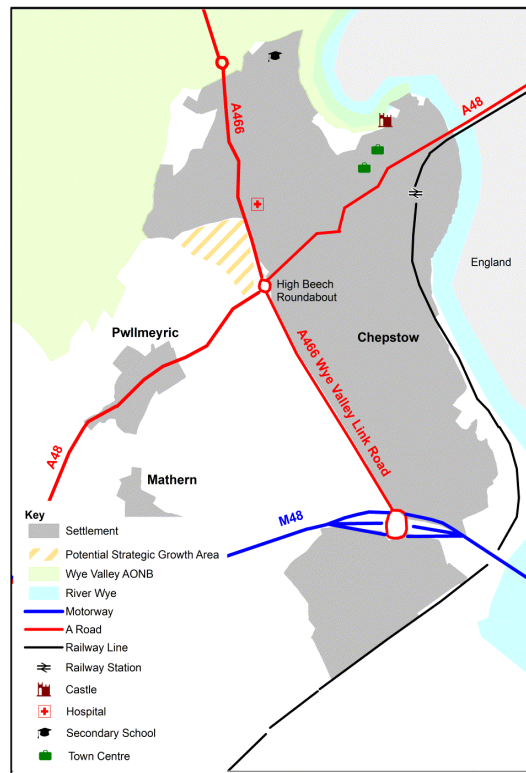 A466
A48
England
High Beech
Roundabout
Pwllmeyric
Chepstow
A466 Wye Valley Link Road
A48
Mathern
M48
Key
Settlement
Potential Strategic Growth Area
Wye Valley AONB
River Wye
Motorway
A Road
Railway Line
Railway Station
Castle
Hospital
Secondary School
Town Centre